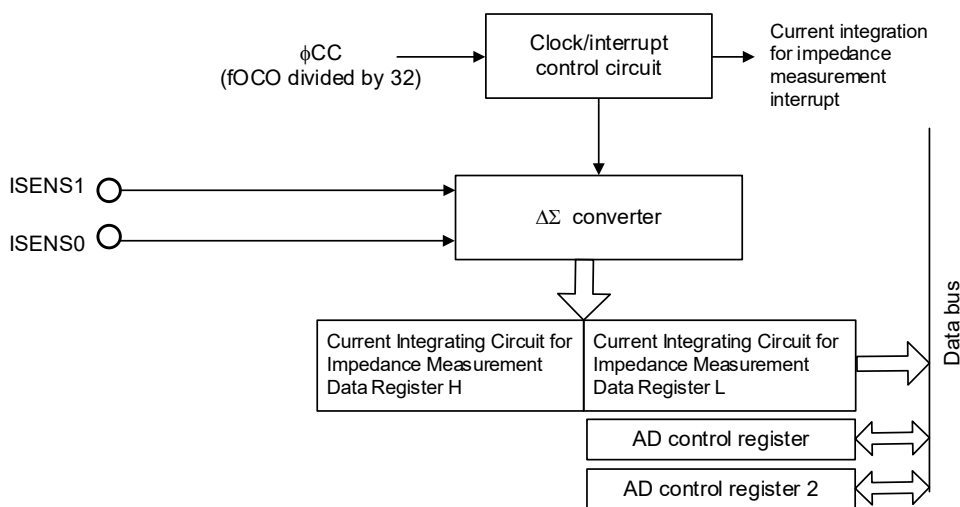 ϕCC
(fOCO divided by 32)
Clock/interrupt
control circuit
Current integration
for impedance
measurement
interrupt
ISENS1
ISENS0
ΔΣ converter
Data bus
Current Integrating Circuit for
Impedance Measurement
Data Register H
Current Integrating Circuit for
Impedance Measurement
Data Register L
AD control register
AD control register 2